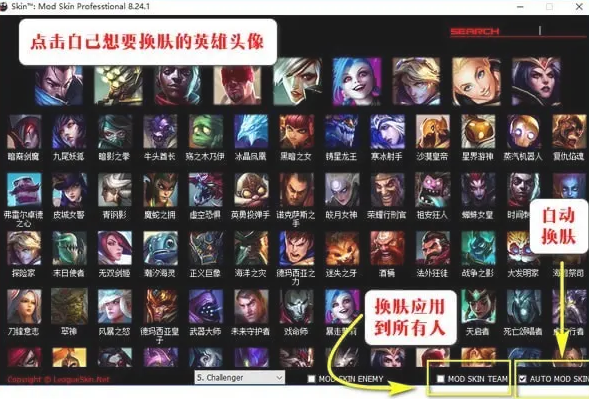 Skin™: Mod Skin Professtional 8.24.1
点击自己想要换肤的英雄头像
SEARCH
暗裔剑魔 九尾妖狐 暗影之拳 牛头酋长 殇之木乃伊 冰晶凤凰 黑暗之女 铸星龙王 寒冰射手 沙漠皇帝 星界游神 蒸汽机器人 复仇焰魂
弗雷尔卓德之心 皮城女警 青钢影 魔蛇之拥 虚空恐惧 英勇投弹手 诺克萨斯之手 皎月女神 荣耀行刑官 祖安狂人 蜘蛛女皇
自动
换肤
探险家 末日使者 无双剑姬 潮汐海灵 正义巨像 海洋之灾 德玛西亚之力 迷失之牙 酒桶 法外狂徒 战争之影 大发明家
换肤应用
到所有人
刀锋意志 翠神 风暴之怒 德玛西亚皇子 武器大师 未来守护者 戏命师 天启者 死亡颂唱者
Copyright © LeagueSkin.Net
5. Challenger
MOD SKIN ENEMY
MOD SKIN TEAM
AUTO MOD SKIN